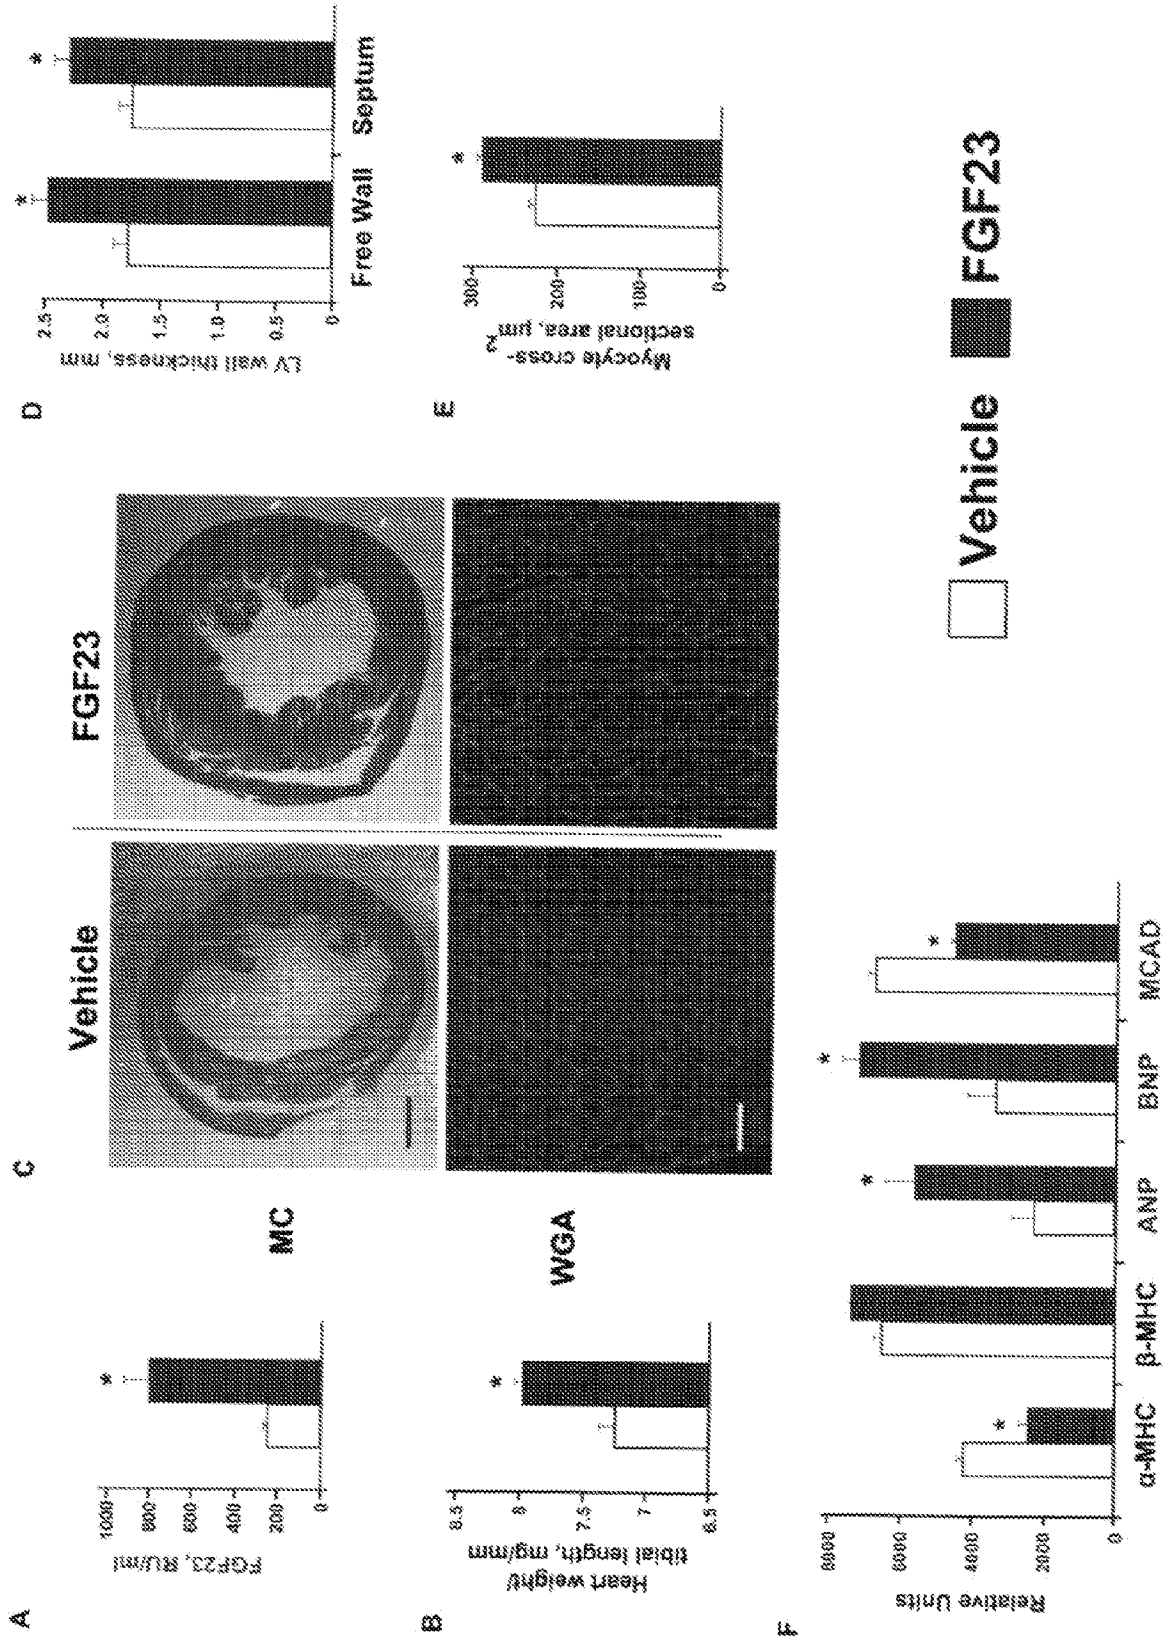 A
FGF23, RU/ml
1000
800
600
400
200
0
*
B
Heart weight/
tibial length, mg/mm
8.5
8
7.5
7
6.5
*
C
Vehicle
FGF23
MC
WGA
D
LV wall thickness, mm
2.5
2.0
1.5
1.0
0.5
0
*
*
Free Wall
Septum
E
Myocyte cross-
sectional area, µm2
300
200
100
0
*
F
Relative Units
8000
6000
4000
2000
0
*
*
*
*
α-MHC
β-MHC
ANP
BNP
MCAD
Vehicle
FGF23